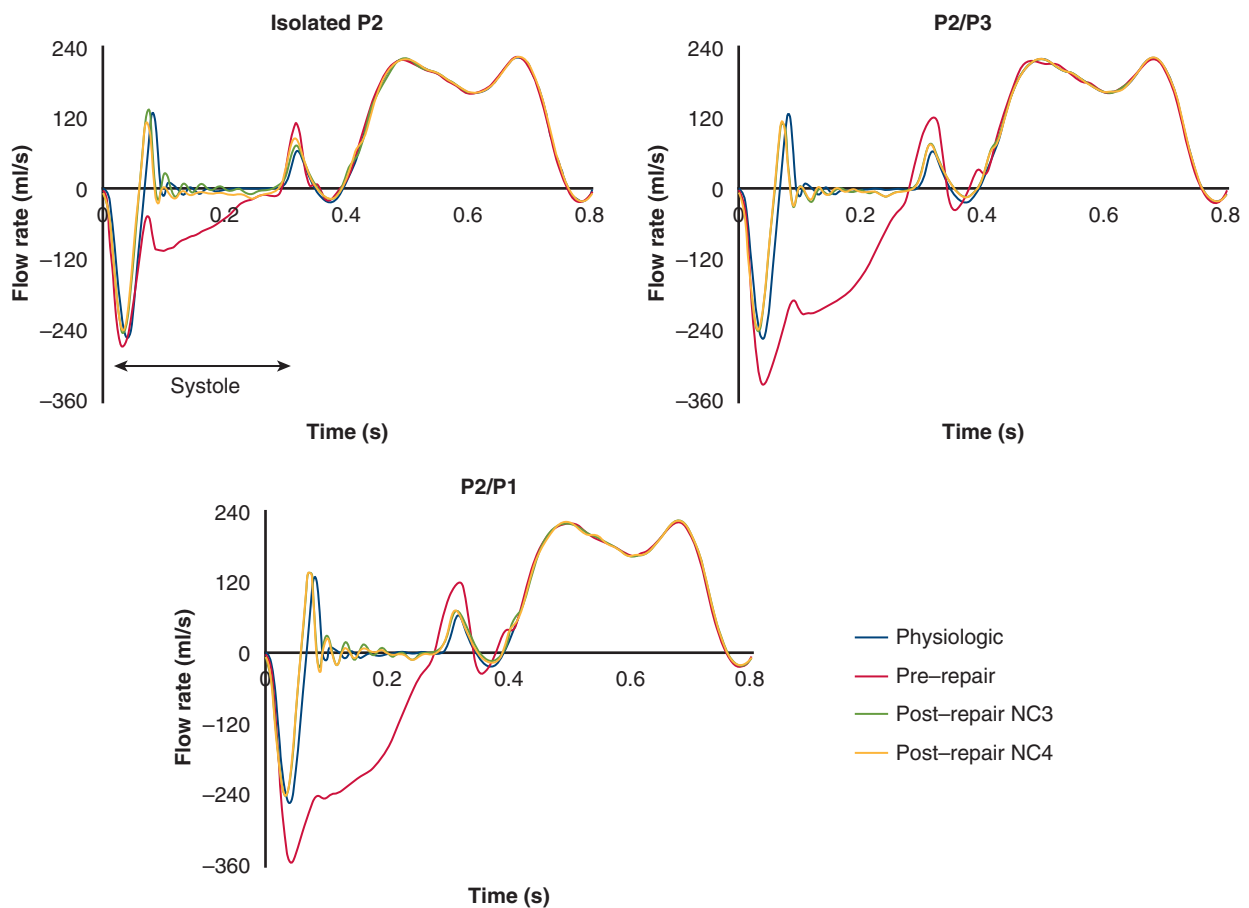 Isolated P2
240
120
0
−120
−240
−360
Flow rate (ml/s)
0 0.2 0.4 0.6 0.8
Systole
Time (s)
P2/P3
240
120
0
−120
−240
−360
Flow rate (ml/s)
0 0.2 0.4 0.6 0.8
Time (s)
P2/P1
240
120
0
−120
−240
−360
Flow rate (ml/s)
0 0.2 0.4 0.6 0.8
Time (s)
Physiologic
Pre−repair
Post−repair NC3
Post−repair NC4